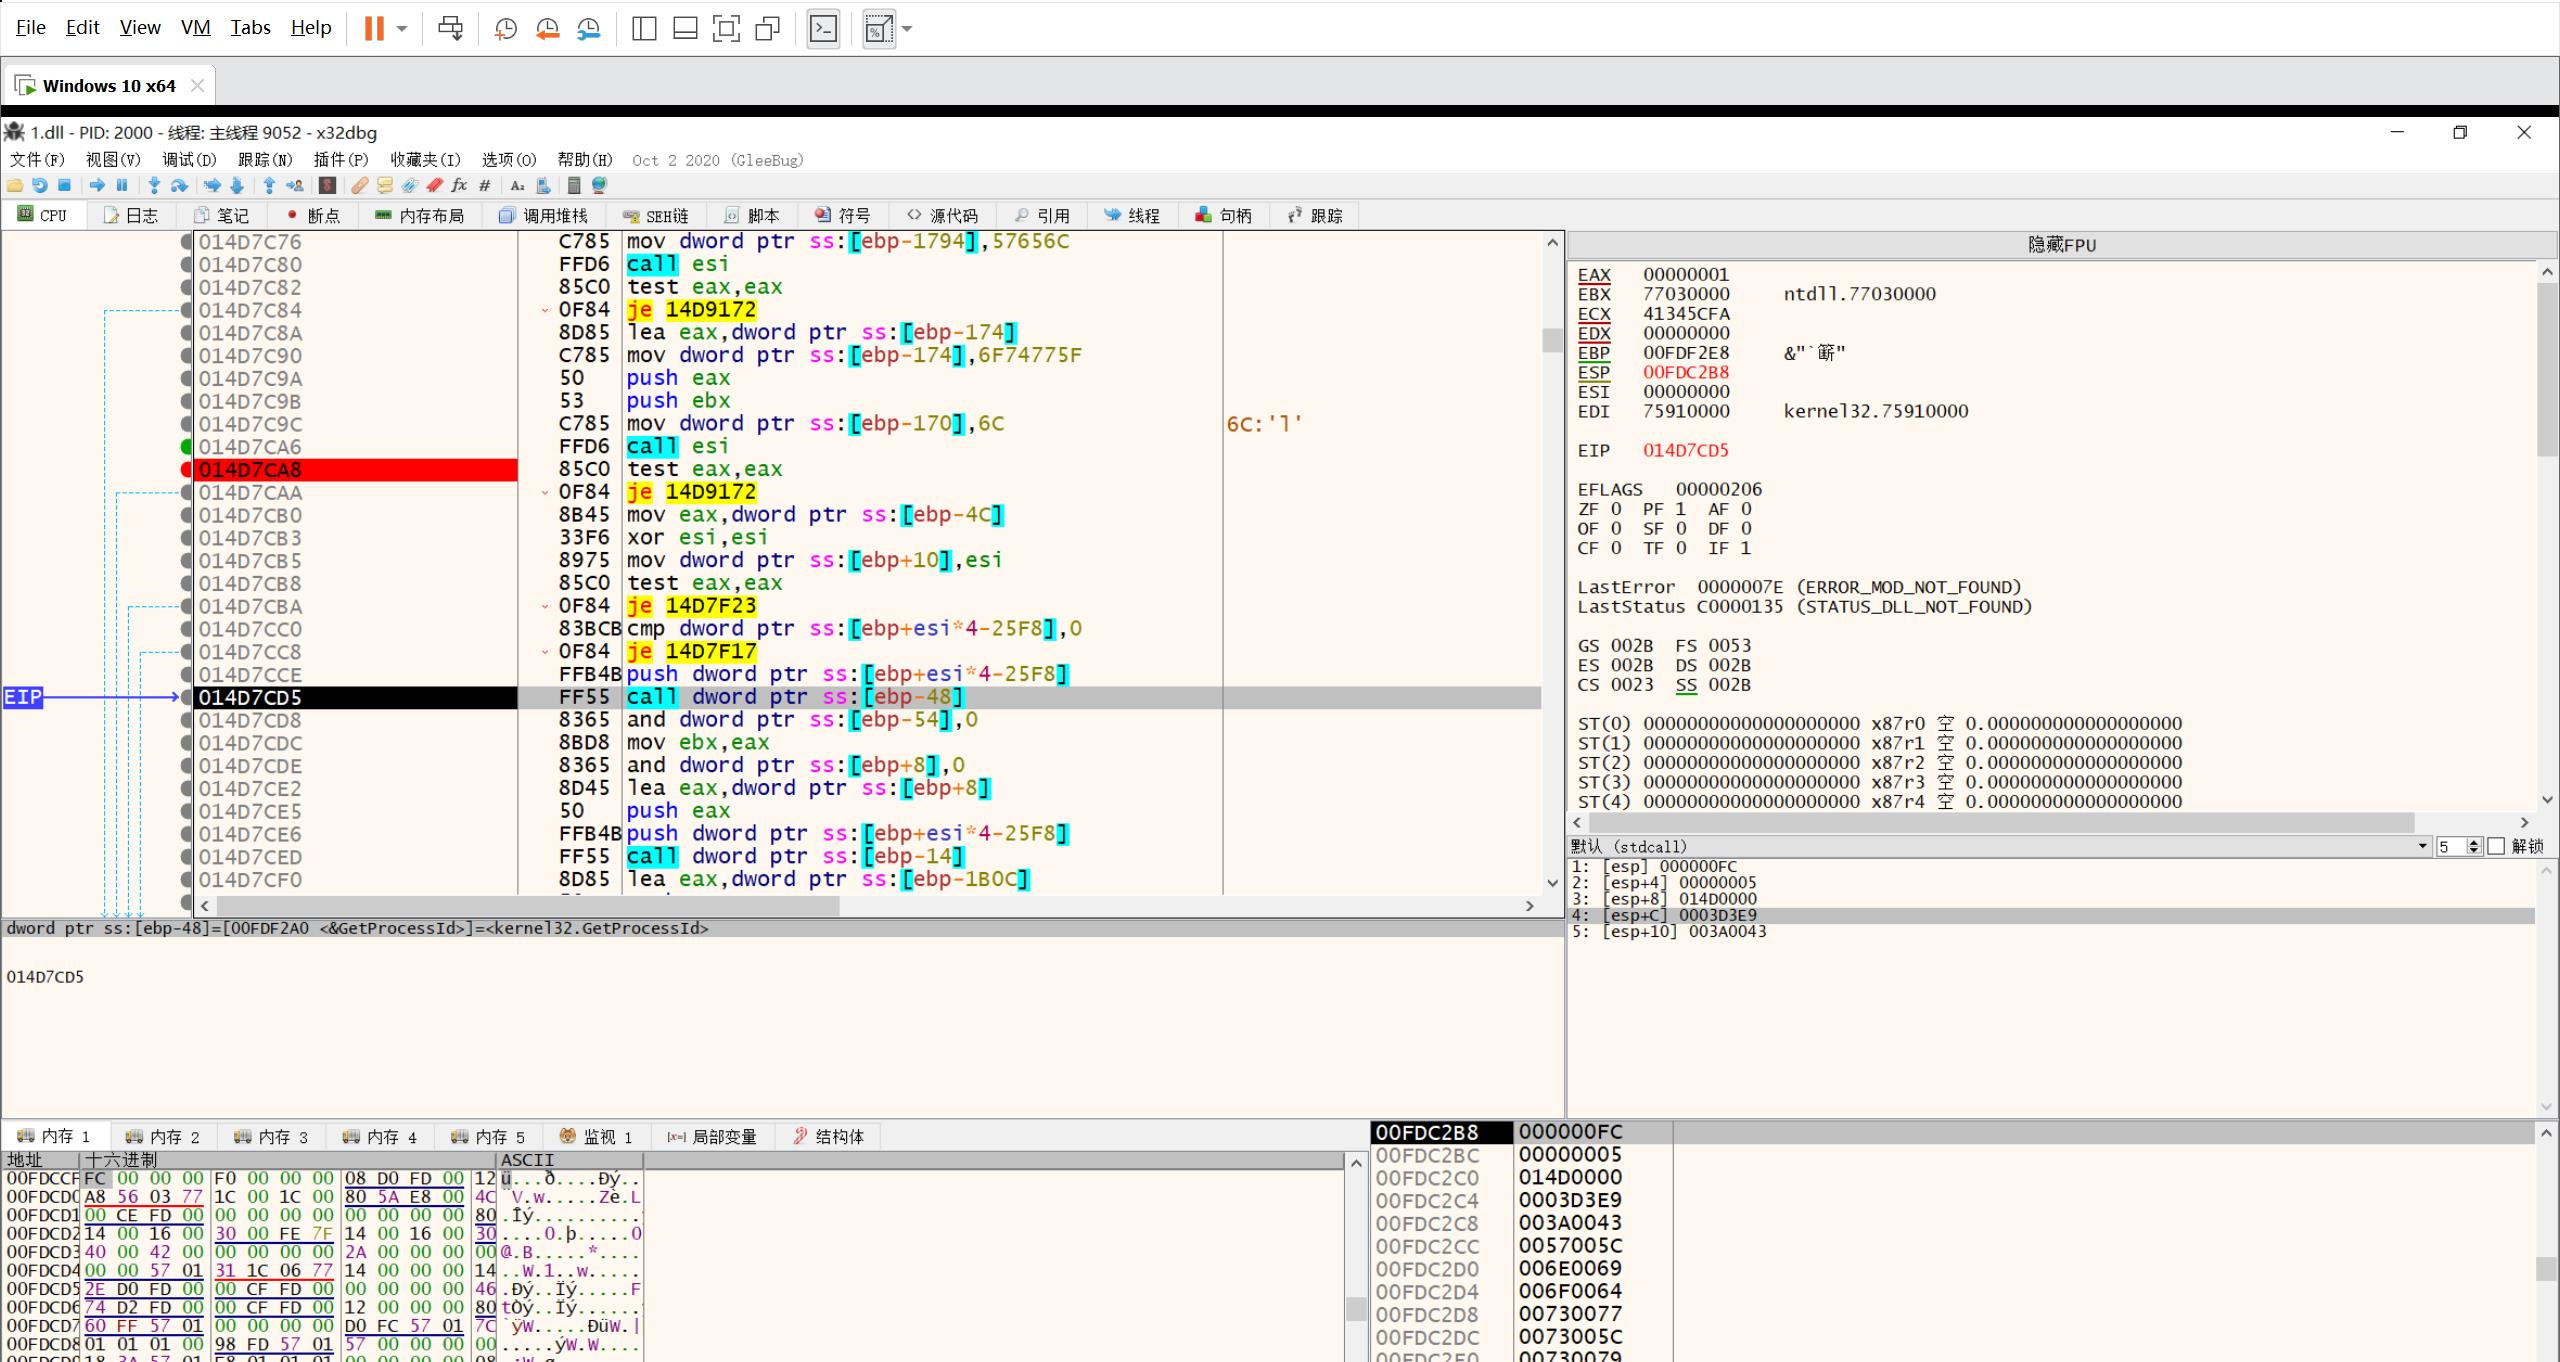 File Edit View VM Tabs Help
Windows 10 x64
1.dll - PID: 2000 - 线程: 主线程 9052 - x32dbg
文件(F) 视图(V) 调试(D) 跟踪(N) 插件(P) 收藏夹(I) 选项(O) 帮助(H) Oct 2 2020 (GleeBug)
CPU 日志 笔记 断点 内存布局 调用堆栈 SEH链 脚本 符号 源代码 引用 线程 句柄 跟踪
014D7C76 C785 mov dword ptr ss:[ebp-1794],57656C
014D7C80 FFD6 call esi
014D7C82 85C0 test eax,eax
014D7C84 0F84 je 14D9172
014D7C8A 8D85 lea eax,dword ptr ss:[ebp-174]
014D7C90 C785 mov dword ptr ss:[ebp-174],6F74775F
014D7C9A 50 push eax
014D7C9B 53 push ebx
014D7C9C C785 mov dword ptr ss:[ebp-170],6C 6C:'l'
014D7CA6 FFD6 call esi
014D7CA8 85C0 test eax,eax
014D7CAA 0F84 je 14D9172
014D7CB0 8B45 mov eax,dword ptr ss:[ebp-4C]
014D7CB3 33F6 xor esi,esi
014D7CB5 8975 mov dword ptr ss:[ebp+10],esi
014D7CB8 85C0 test eax,eax
014D7CBA 0F84 je 14D7F23
014D7CC0 83BCB cmp dword ptr ss:[ebp+esi*4-25F8],0
014D7CC8 0F84 je 14D7F17
014D7CCE FFB4B push dword ptr ss:[ebp+esi*4-25F8]
EIP 014D7CD5 FF55 call dword ptr ss:[ebp-48]
014D7CD8 8365 and dword ptr ss:[ebp-54],0
014D7CDC 8BD8 mov ebx,eax
014D7CDE 8365 and dword ptr ss:[ebp+8],0
014D7CE2 8D45 lea eax,dword ptr ss:[ebp+8]
014D7CE5 50 push eax
014D7CE6 FFB4B push dword ptr ss:[ebp+esi*4-25F8]
014D7CED FF55 call dword ptr ss:[ebp-14]
014D7CF0 8D85 lea eax,dword ptr ss:[ebp-1B0C]
dword ptr ss:[ebp-48]=[00FDF2A0 <&GetProcessId>]=<kernel32.GetProcessId>
014D7CD5
隐藏FPU
EAX 00000001
EBX 77030000 ntdll.77030000
ECX 41345CFA
EDX 00000000
EBP 00FDF2E8 &"`簖"
ESP 00FDC2B8
ESI 00000000
EDI 75910000 kernel32.75910000
EIP 014D7CD5
EFLAGS 00000206
ZF 0 PF 1 AF 0
OF 0 SF 0 DF 0
CF 0 TF 0 IF 1
LastError 0000007E (ERROR_MOD_NOT_FOUND)
LastStatus C0000135 (STATUS_DLL_NOT_FOUND)
GS 002B FS 0053
ES 002B DS 002B
CS 0023 SS 002B
ST(0) 00000000000000000000 x87r0 空 0.000000000000000000
ST(1) 00000000000000000000 x87r1 空 0.000000000000000000
ST(2) 00000000000000000000 x87r2 空 0.000000000000000000
ST(3) 00000000000000000000 x87r3 空 0.000000000000000000
ST(4) 00000000000000000000 x87r4 空 0.000000000000000000
默认 (stdcall) 5 解锁
1: [esp] 000000FC
2: [esp+4] 00000005
3: [esp+8] 014D0000
4: [esp+C] 0003D3E9
5: [esp+10] 003A0043
内存 1 内存 2 内存 3 内存 4 内存 5 监视 1 局部变量 结构体
地址 十六进制 ASCII
00FDCCF FC 00 00 00 F0 00 00 00 08 D0 FD 00 12 ü...ð....Ðý..
00FDCD0 A8 56 03 77 1C 00 1C 00 80 5A E8 00 4C ¨V.w.....Zè.L
00FDCD1 00 CE FD 00 00 00 00 00 00 00 00 00 80 .Îý..........
00FDCD2 14 00 16 00 30 00 FE 7F 14 00 16 00 30 ....0.þ.....0
00FDCD3 40 00 42 00 00 00 00 00 2A 00 00 00 00 @.B.....*....
00FDCD4 00 00 57 01 31 1C 06 77 14 00 00 00 14 ..W.1..w.....
00FDCD5 2E D0 FD 00 00 CF FD 00 00 00 00 00 46 .Ðý..Ïý.....F
00FDCD6 74 D2 FD 00 00 CF FD 00 12 00 00 00 80 tÒý..Ïý......
00FDCD7 60 FF 57 01 00 00 00 00 D0 FC 57 01 7C `ÿW.....ÐüW.|
00FDCD8 01 01 01 00 98 FD 57 01 57 00 00 00 00 .....ýW.W....
00FDC2B8 000000FC
00FDC2BC 00000005
00FDC2C0 014D0000
00FDC2C4 0003D3E9
00FDC2C8 003A0043
00FDC2CC 0057005C
00FDC2D0 006E0069
00FDC2D4 006F0064
00FDC2D8 00730077
00FDC2DC 0073005C
00FDC2E0 00730079